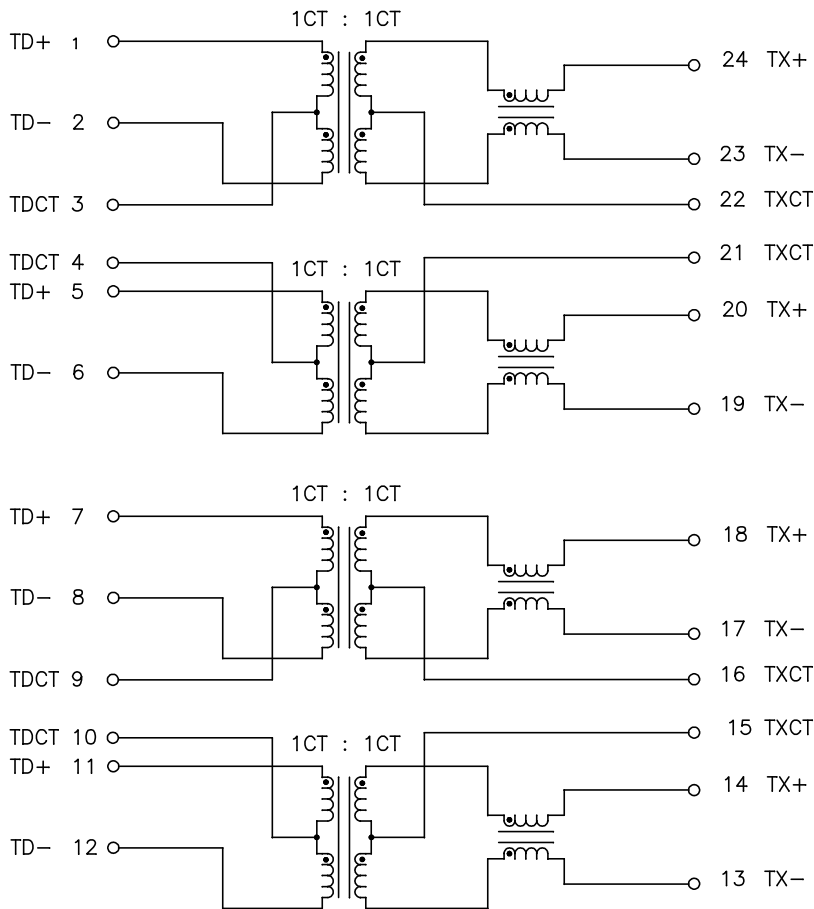 1CT : 1CT
TD+ 1
24 TX+
TD- 2
23 TX-
TDCT 3
22 TXCT
TDCT 4
21 TXCT
1CT : 1CT
TD+ 5
20 TX+
TD- 6
19 TX-
1CT : 1CT
TD+ 7
18 TX+
TD- 8
17 TX-
TDCT 9
16 TXCT
TDCT 10
15 TXCT
1CT : 1CT
TD+ 11
14 TX+
TD- 12
13 TX-